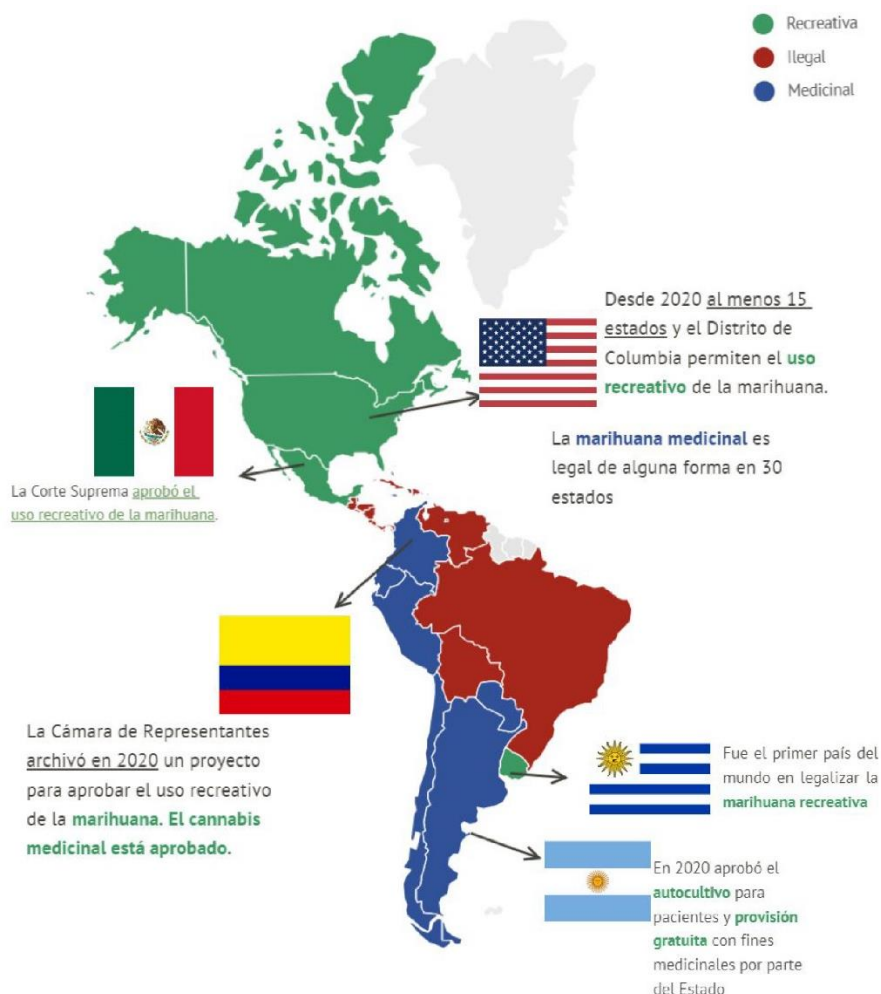 Recreativa
Ilegal
Medicinal
Desde 2020 al menos 15
estados y el Distrito de
Columbia permiten el uso
recreativo de la marihuana.
La marihuana medicinal es
legal de alguna forma en 30
estados
La Corte Suprema aprobó el
uso recreativo de la marihuana.
La Cámara de Representantes
archivó en 2020 un proyecto
para aprobar el uso recreativo
de la marihuana. El cannabis
medicinal está aprobado.
Fue el primer país del
mundo en legalizar la
marihuana recreativa
En 2020 aprobó el
autocultivo para
pacientes y provisión
gratuita con fines
medicinales por parte
del Estado